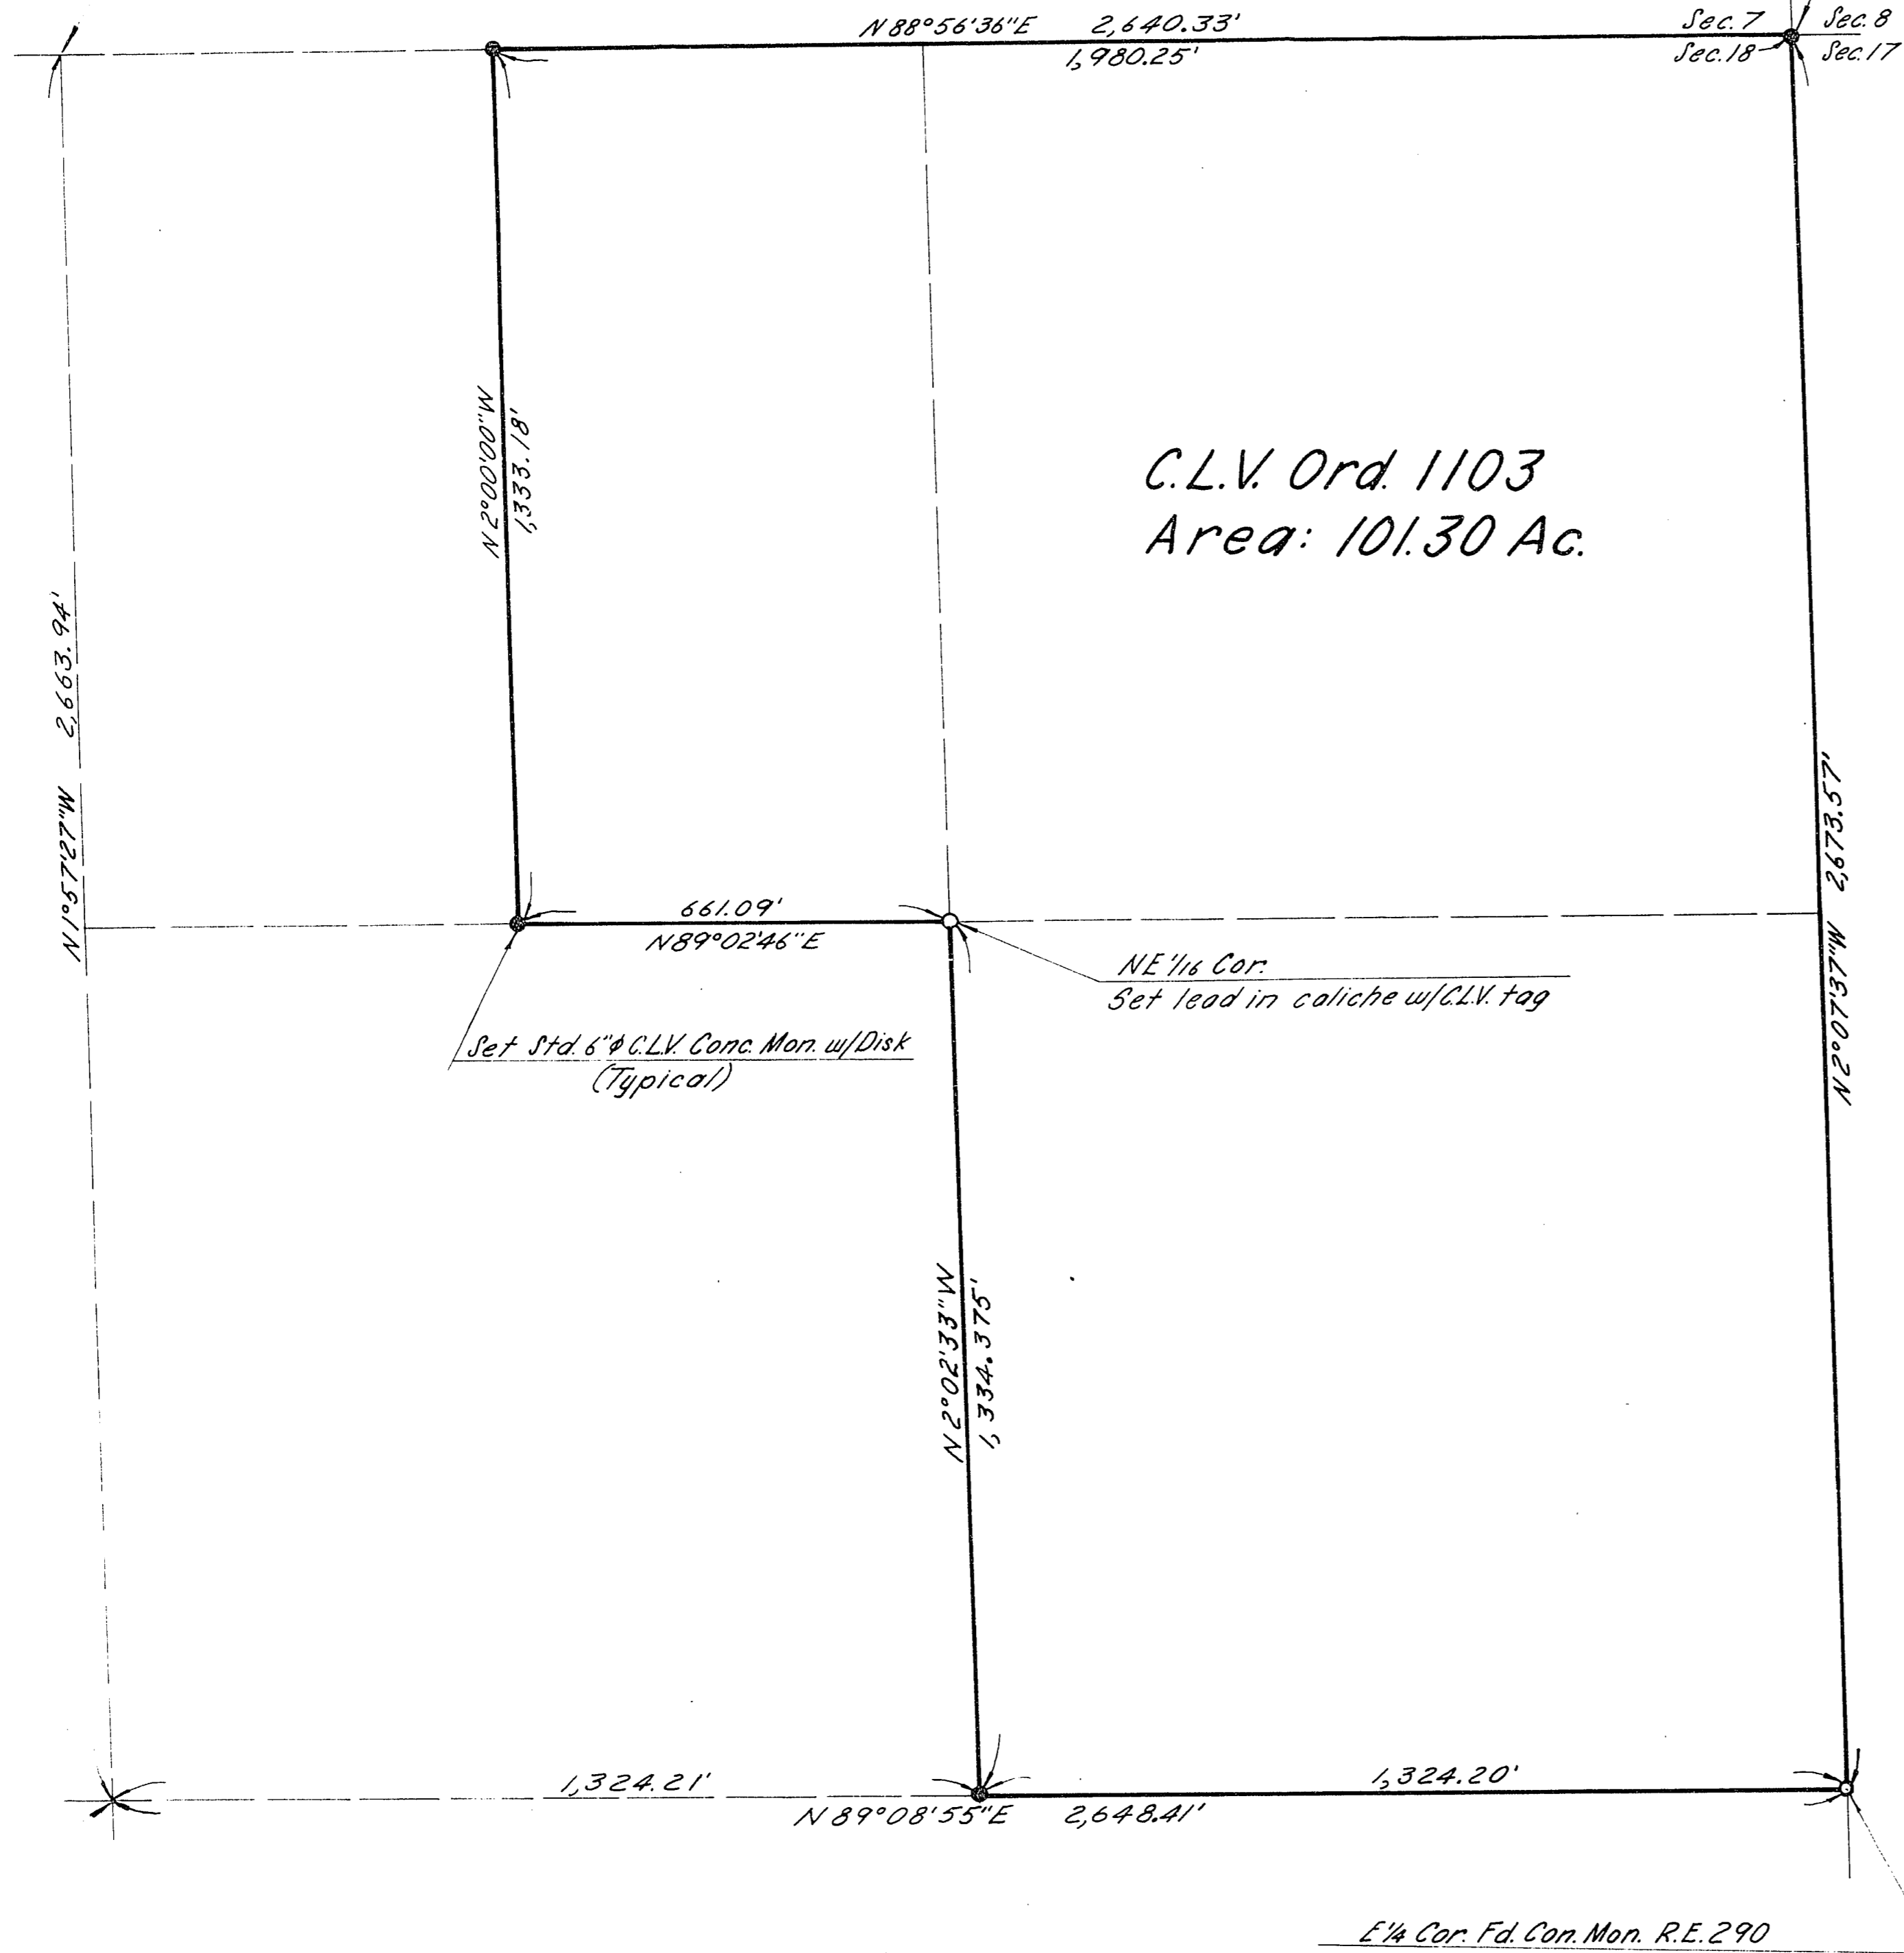 N 88°56'36"E 2,640.33'
1,980.25'
Sec. 7
Sec. 8
Sec. 18
Sec. 17
N 2°00'00"W
1,333.18'
C.L.V. Ord. 1103
Area: 101.30 Ac.
N 1°57'27"W 2,663.94'
N 2°07'37"W 2,673.57'
661.09'
N 89°02'46"E
NE 1/16 Cor.
Set lead in caliche w/C.L.V. tag
Set Std. 6"ϕ C.L.V. Conc. Mon. w/Disk
(Typical)
N 2°02'33"W
1,334.375'
1,324.21'
1,324.20'
N 89°08'55"E 2,648.41'
E 1/4 Cor. Fd. Con. Mon. R.E. 290